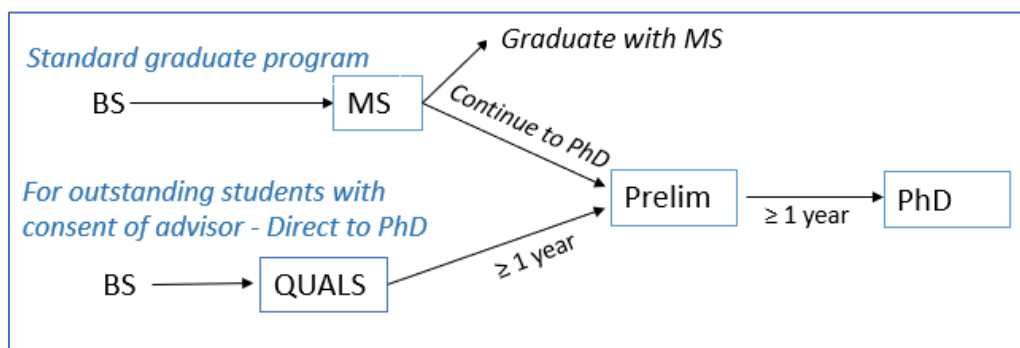 Graduate with MS
Standard graduate program
BS
MS
Continue to PhD
For outstanding students with
consent of advisor - Direct to PhD
Prelim
≥ 1 year
PhD
BS
QUALS
≥ 1 year